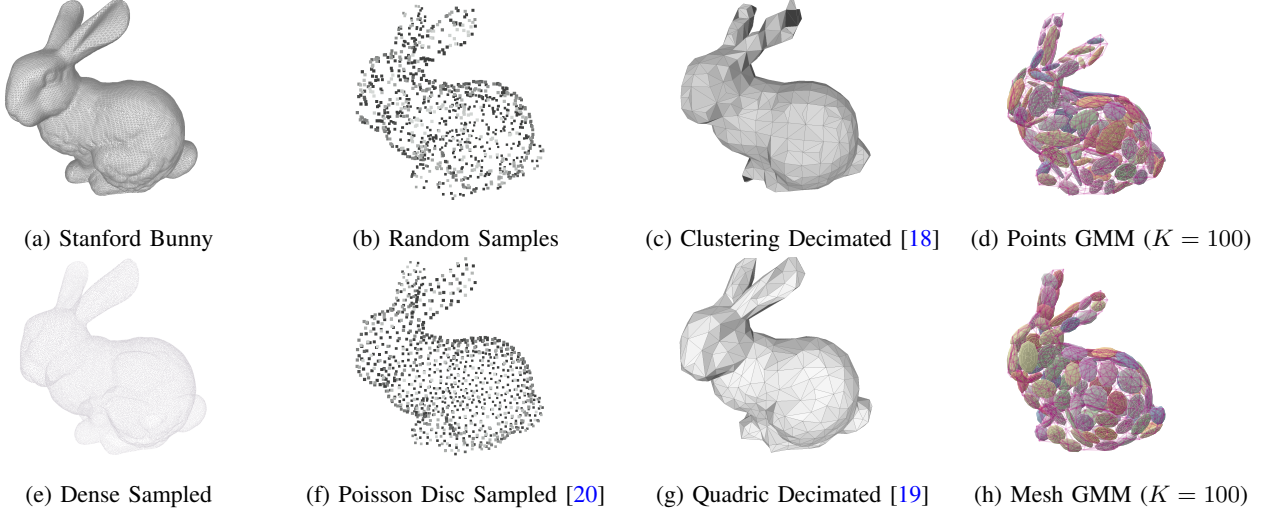 (a) Stanford Bunny
(b) Random Samples
(c) Clustering Decimated [18]
(d) Points GMM (K = 100)
(e) Dense Sampled
(f) Poisson Disc Sampled [20]
(g) Quadric Decimated [19]
(h) Mesh GMM (K = 100)